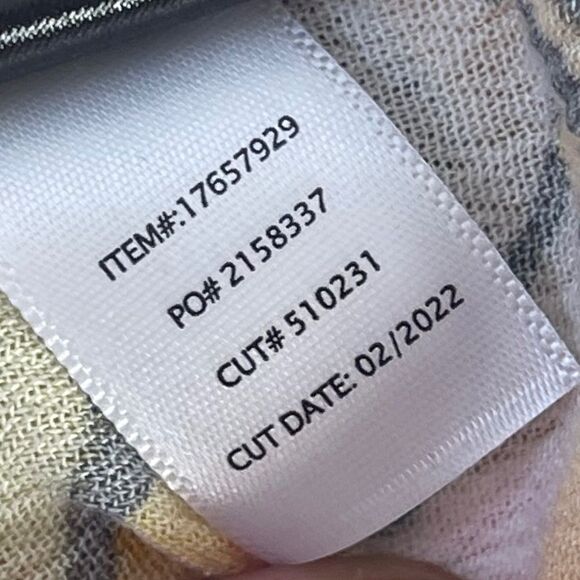 ITEM#:17657929
PO# 2158337
CUT# 510231
CUT DATE: 02/2022